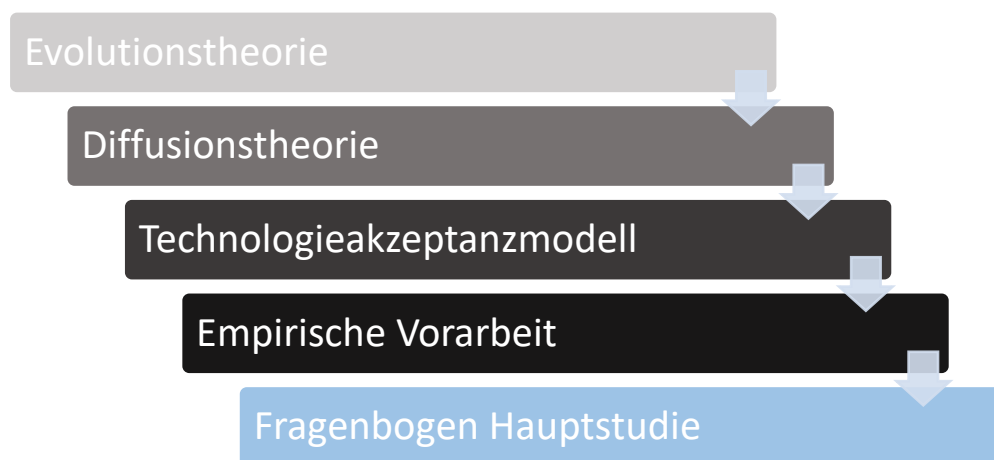 Evolutionstheorie
Diffusionstheorie
Technologieakzeptanzmodell
Empirische Vorarbeit
Fragenbogen Hauptstudie